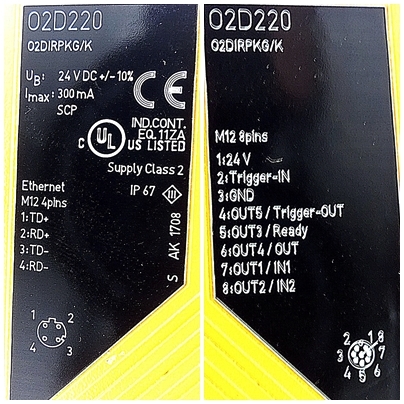 O2D220
O2DIRPKG/K
UB: 24 V DC +/- 10%
Imax: 300 mA
SCP
CE
IND.CONT.
EQ.11ZA
C UL US LISTED
Supply Class 2
IP 67 III
Ethernet
M12 4pins
1:TD+
2:RD+
3:TD-
4:RD-
S AK 1708
1 2
4 3
O2D220
O2DIRPKG/K
M12 8pins
1:24 V
2:Trigger-IN
3:GND
4:OUT5 / Trigger-OUT
5:OUT3 / Ready
6:OUT4 / OUT
7:OUT1 / IN1
8:OUT2 / IN2
2 1 8
3 7
4 5 6